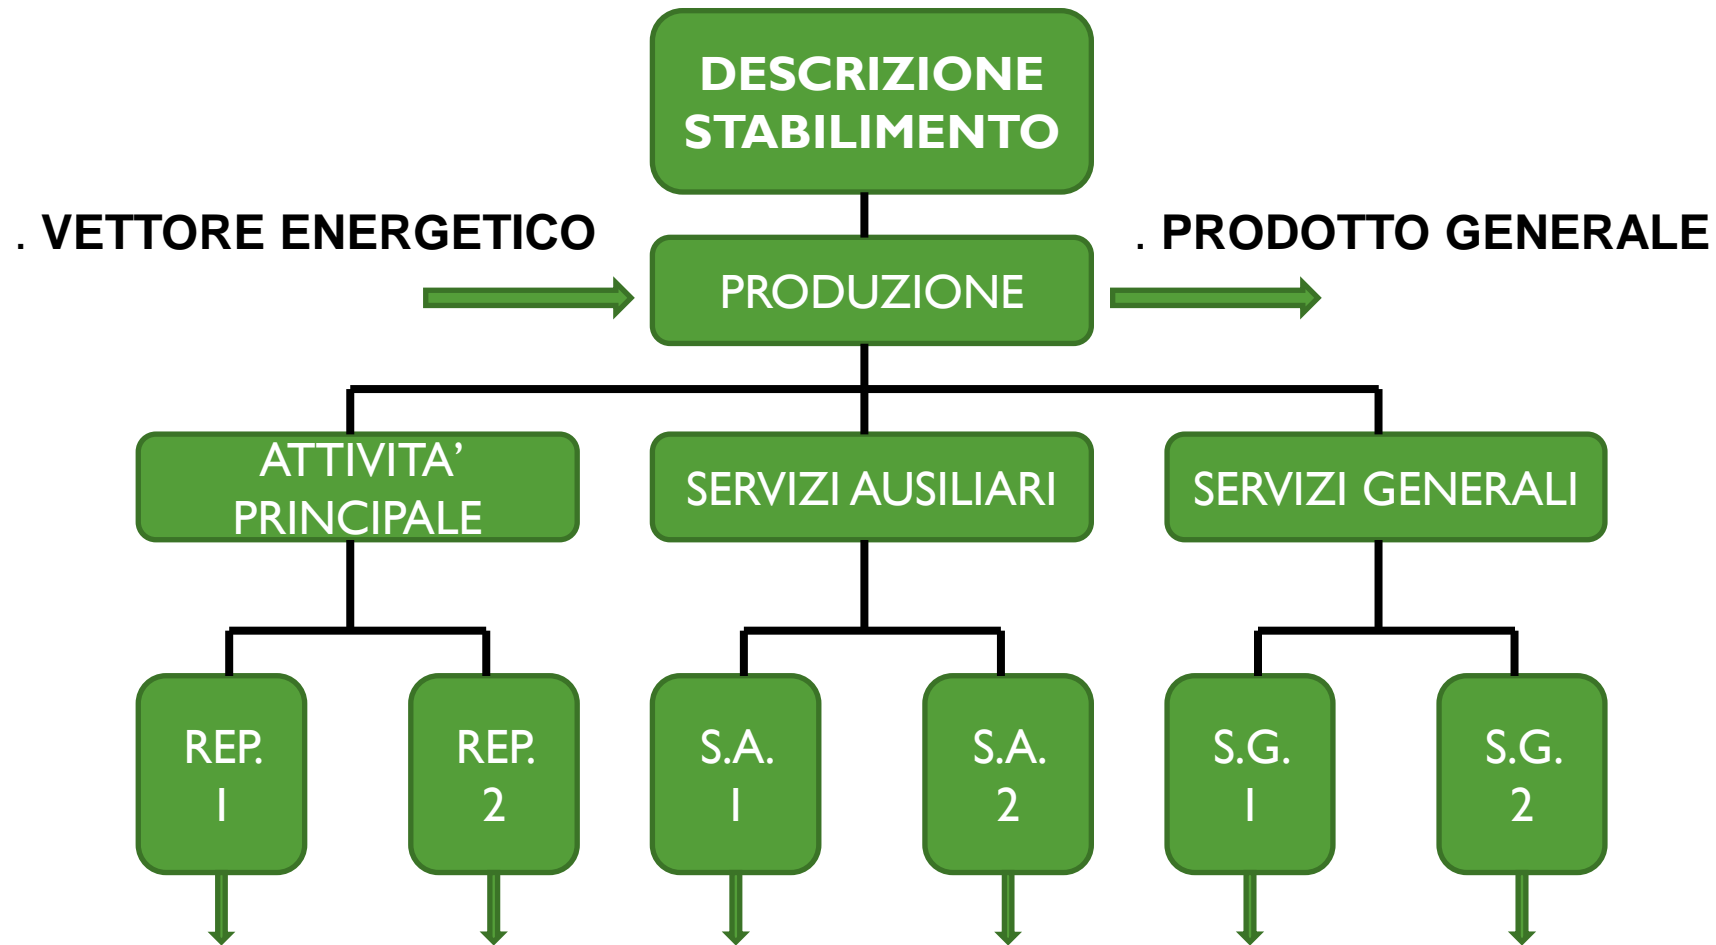 DESCRIZIONE
STABILIMENTO
. VETTORE ENERGETICO
. PRODOTTO GENERALE
PRODUZIONE
ATTIVITA’
PRINCIPALE
SERVIZI AUSILIARI
SERVIZI GENERALI
REP.
1
REP.
2
S.A.
1
S.A.
2
S.G.
1
S.G.
2